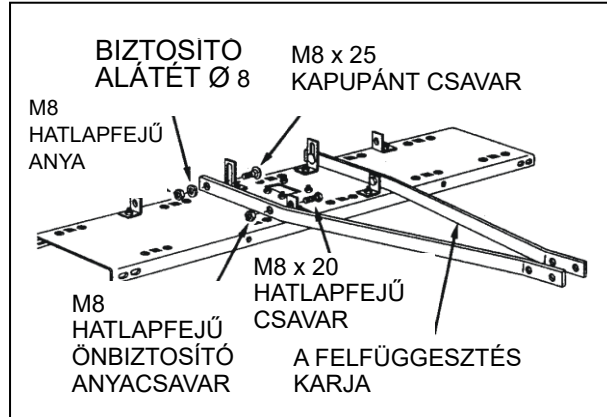 BIZTOSÍTÓ
ALÁTÉT Ø 8
M8 x 25
KAPUPÁNT CSAVAR
M8
HATLAPFEJŰ
ANYA
M8
HATLAPFEJŰ
ÖNBIZTOSÍTÓ
ANYACSAVAR
M8 x 20
HATLAPFEJŰ
CSAVAR
A FELFÜGGESZTÉS
KARJA